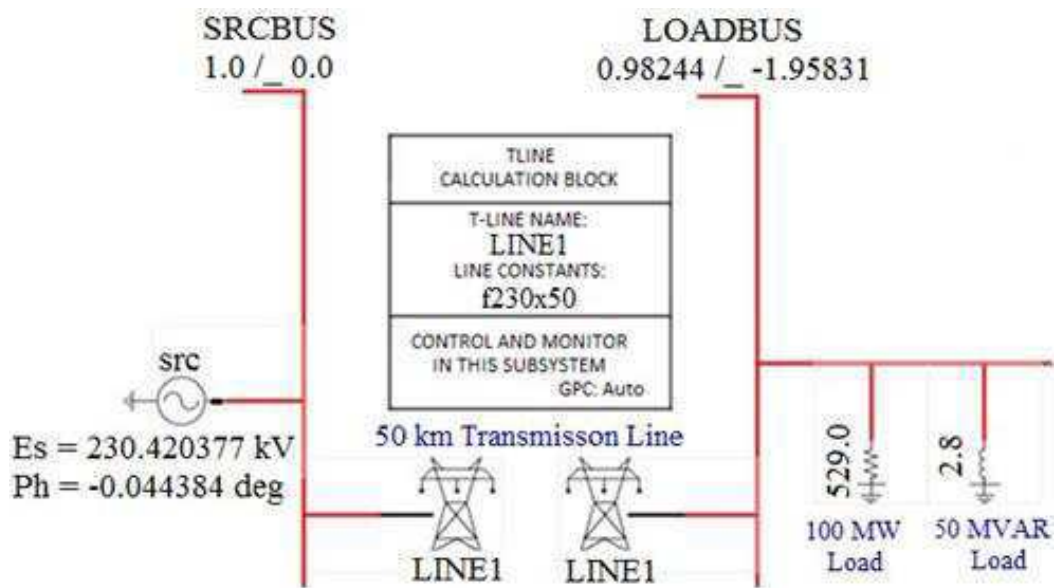 SRCBUS
1.0 /_ 0.0
LOADBUS
0.98244 /_ -1.95831
TLINE
CALCULATION BLOCK
T-LINE NAME:
LINE1
LINE CONSTANTS:
f230x50
CONTROL AND MONITOR
IN THIS SUBSYSTEM
GPC: Auto
src
Es = 230.420377 kV
Ph = -0.044384 deg
50 km Transmisson Line
LINE1
LINE1
529.0
2.8
100 MW
Load
50 MVAR
Load